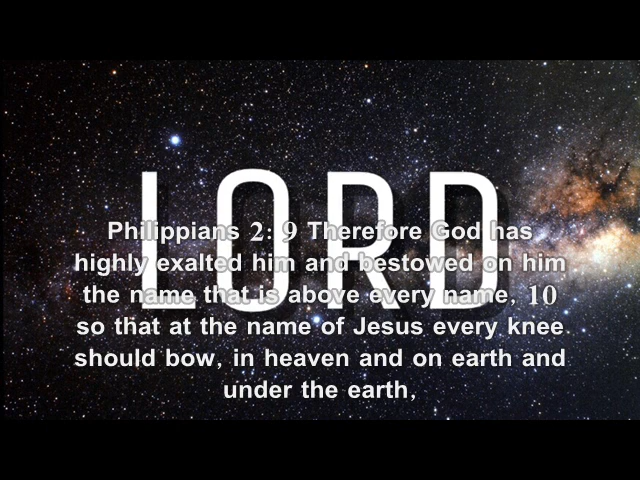 LORD
Philippians 2: 9 Therefore God has
highly exalted him and bestowed on him
the name that is above every name, 10
so that at the name of Jesus every knee
should bow, in heaven and on earth and
under the earth,